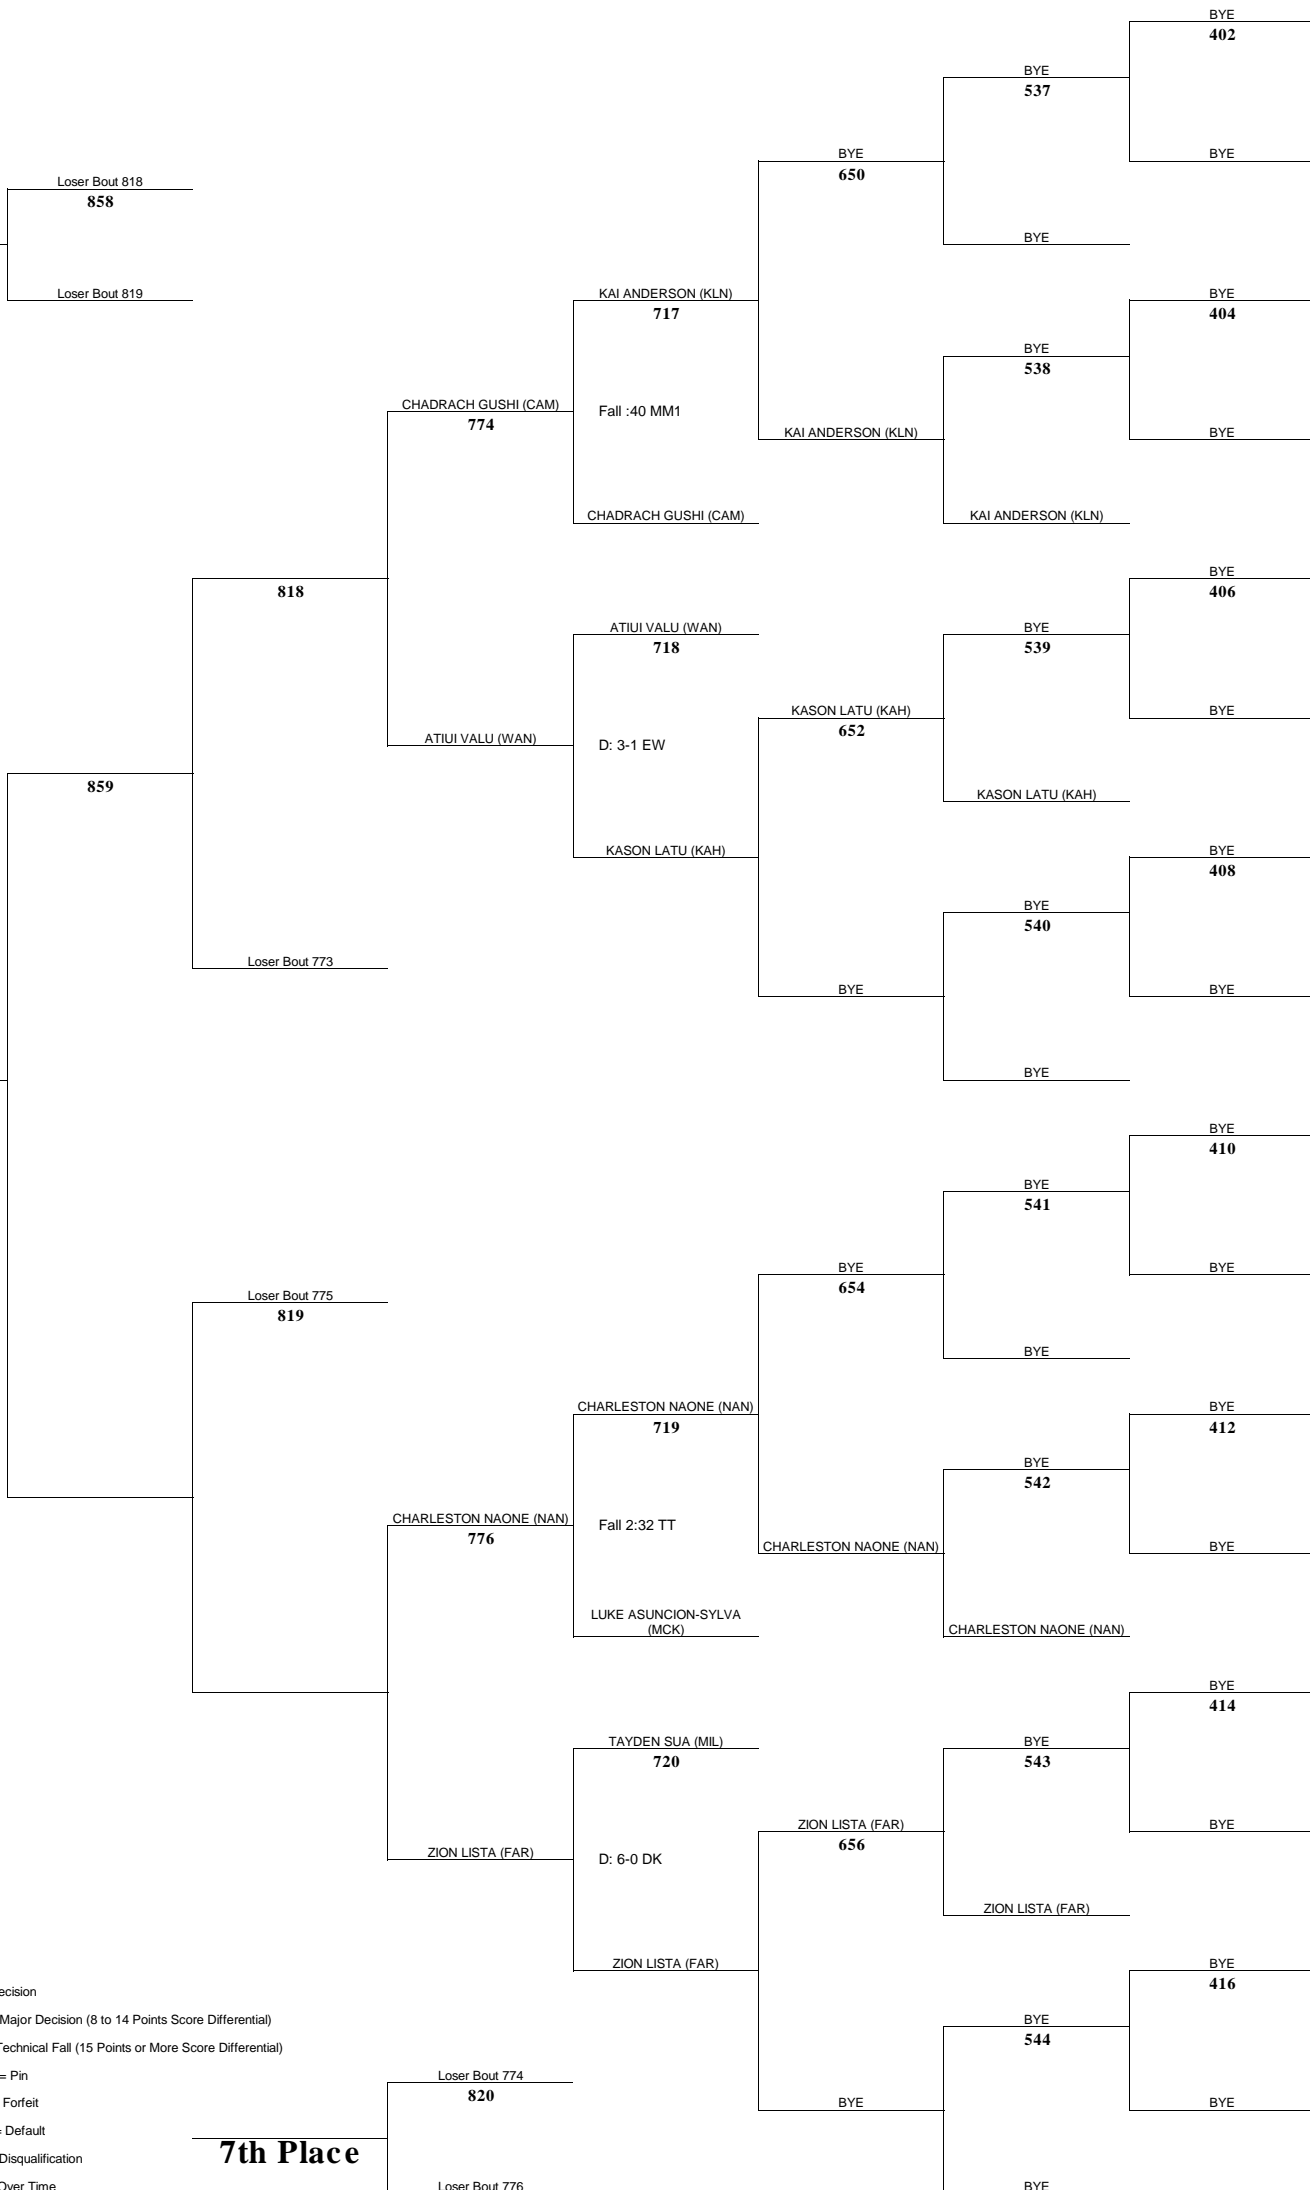 BYE
402
BYE
537
BYE
BYE
650
Loser Bout 818
858
BYE
Loser Bout 819
KAI ANDERSON (KLN)
717
BYE
404
BYE
538
CHADRACH GUSHI (CAM)
774
Fall :40 MM1
KAI ANDERSON (KLN)
BYE
CHADRACH GUSHI (CAM)
KAI ANDERSON (KLN)
818
BYE
406
ATIUI VALU (WAN)
718
BYE
539
KASON LATU (KAH)
652
BYE
ATIUI VALU (WAN)
D: 3-1 EW
859
KASON LATU (KAH)
KASON LATU (KAH)
BYE
408
BYE
540
Loser Bout 773
BYE
BYE
BYE
BYE
410
BYE
541
BYE
654
BYE
Loser Bout 775
819
BYE
CHARLESTON NAONE (NAN)
719
BYE
412
BYE
542
CHARLESTON NAONE (NAN)
776
Fall 2:32 TT
CHARLESTON NAONE (NAN)
BYE
LUKE ASUNCION-SYLVA
(MCK)
CHARLESTON NAONE (NAN)
BYE
414
TAYDEN SUA (MIL)
720
BYE
543
ZION LISTA (FAR)
656
BYE
ZION LISTA (FAR)
D: 6-0 DK
ZION LISTA (FAR)
ZION LISTA (FAR)
BYE
416
ecision
Major Decision (8 to 14 Points Score Differential)
BYE
544
Technical Fall (15 Points or More Score Differential)
= Pin
Loser Bout 774
820
Forfeit
BYE
BYE
= Default
7th Place
Disqualification
Over Time
Loser Bout 776
BYE